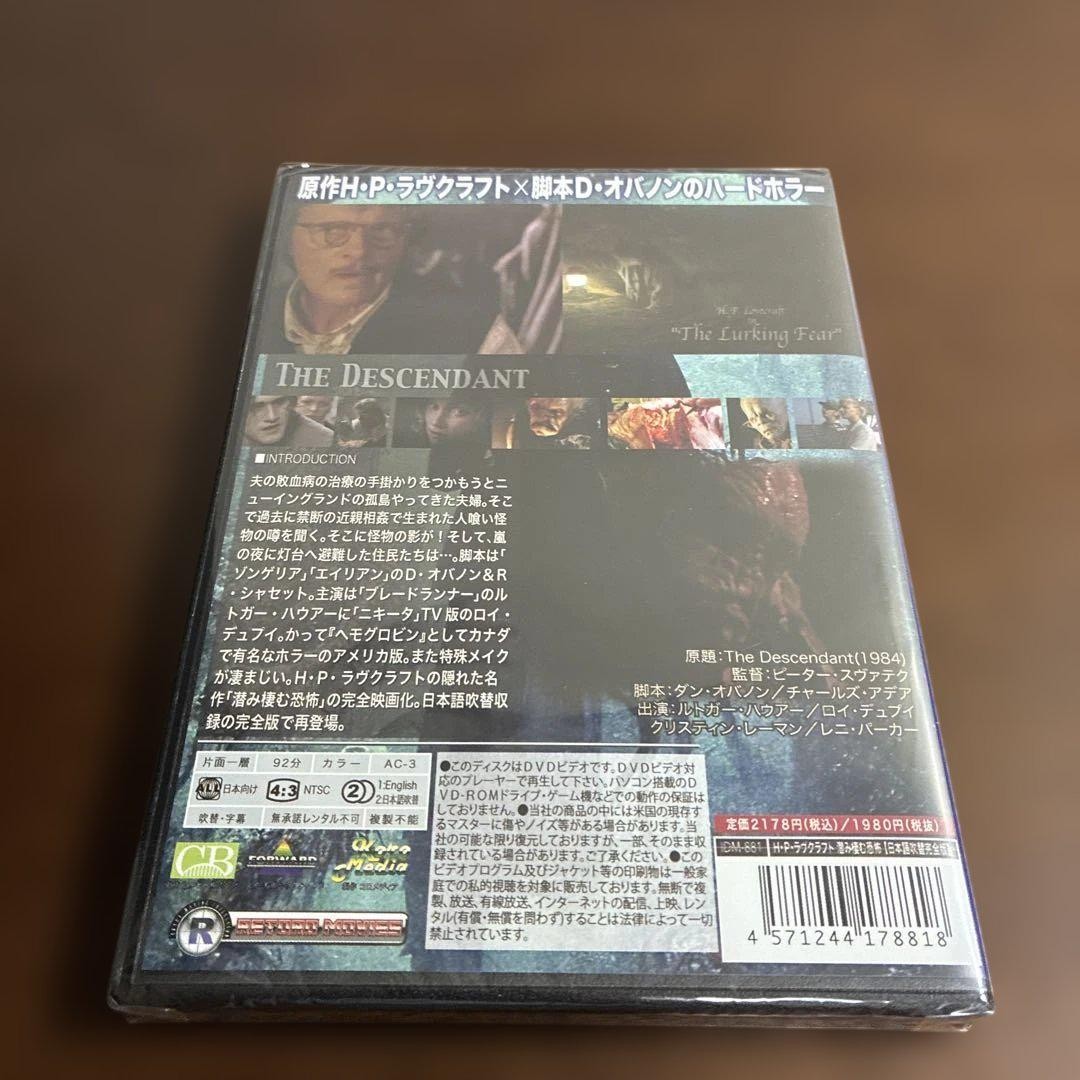 原作H・P・ラヴクラフト×脚本D・オバノンのハードホラー
H.P. Lovecraft
in
"The Lurking Fear"
THE DESCENDANT
■INTRODUCTION
夫の敗血病の治療の手掛かりをつかもうとニ
ューイングランドの孤島やってきた夫婦。そこ
で過去に禁断の近親相姦で生まれた人喰い怪
物の噂を聞く。そこに怪物の影が!そして、嵐
の夜に灯台へ避難した住民たちは…。脚本は「
ゾンゲリア」「エイリアン」のD・オバノン&R
・シャセット。主演は「ブレードランナー」のル
トガー・ハウアーに「ニキータ」TV版のロイ・
デュプイ。かって『ヘモグロビン』としてカナダ
で有名なホラーのアメリカ版。また特殊メイク
が凄まじい。H・P・ラヴクラフトの隠れた名
作「潜み棲む恐怖」の完全映画化。日本語吹替収
録の完全版で再登場。
原題:The Descendant(1984)
監督:ピーター・スヴァテク
脚本:ダン・オバノン/チャールズ・アデア
出演:ルトガー・ハウアー/ロイ・デュプイ
クリスティン・レーマン/レニ・パーカー
片面一層 92分 カラー AC-3
ALL 日本向け 4:3 NTSC 2 1:English 2:日本語吹替
吹替・字幕 無承諾レンタル不可 複製不能
●このディスクはDVDビデオです。DVDビデオ対
応のプレーヤーで再生して下さい。パソコン搭載のD
VD-ROMドライブ・ゲーム機などでの動作の保証は
しておりません。●当社の商品の中には米国の現存す
るマスターに傷やノイズ等がある場合があります。当
社の可能な限り復元しておりますが、一部、そのまま収
録されている場合があります。ご了承ください。●この
ビデオプログラム及びジャケット等の印刷物は一般家
庭での私的視聴を対象に販売しております。無断で複
製、放送、有線放送、インターネットの配信、上映、レン
タル(有償・無償を問わず)することは法律によって一切
禁止されています。
CB
FORWARD
Koro Media
R RETURN MOVIES
定価2178円(税込)/1980円(税抜)
IDM-881 H・P・ラヴクラフト 潜み棲む恐怖 [日本語吹替完全版]
4 571244 178818